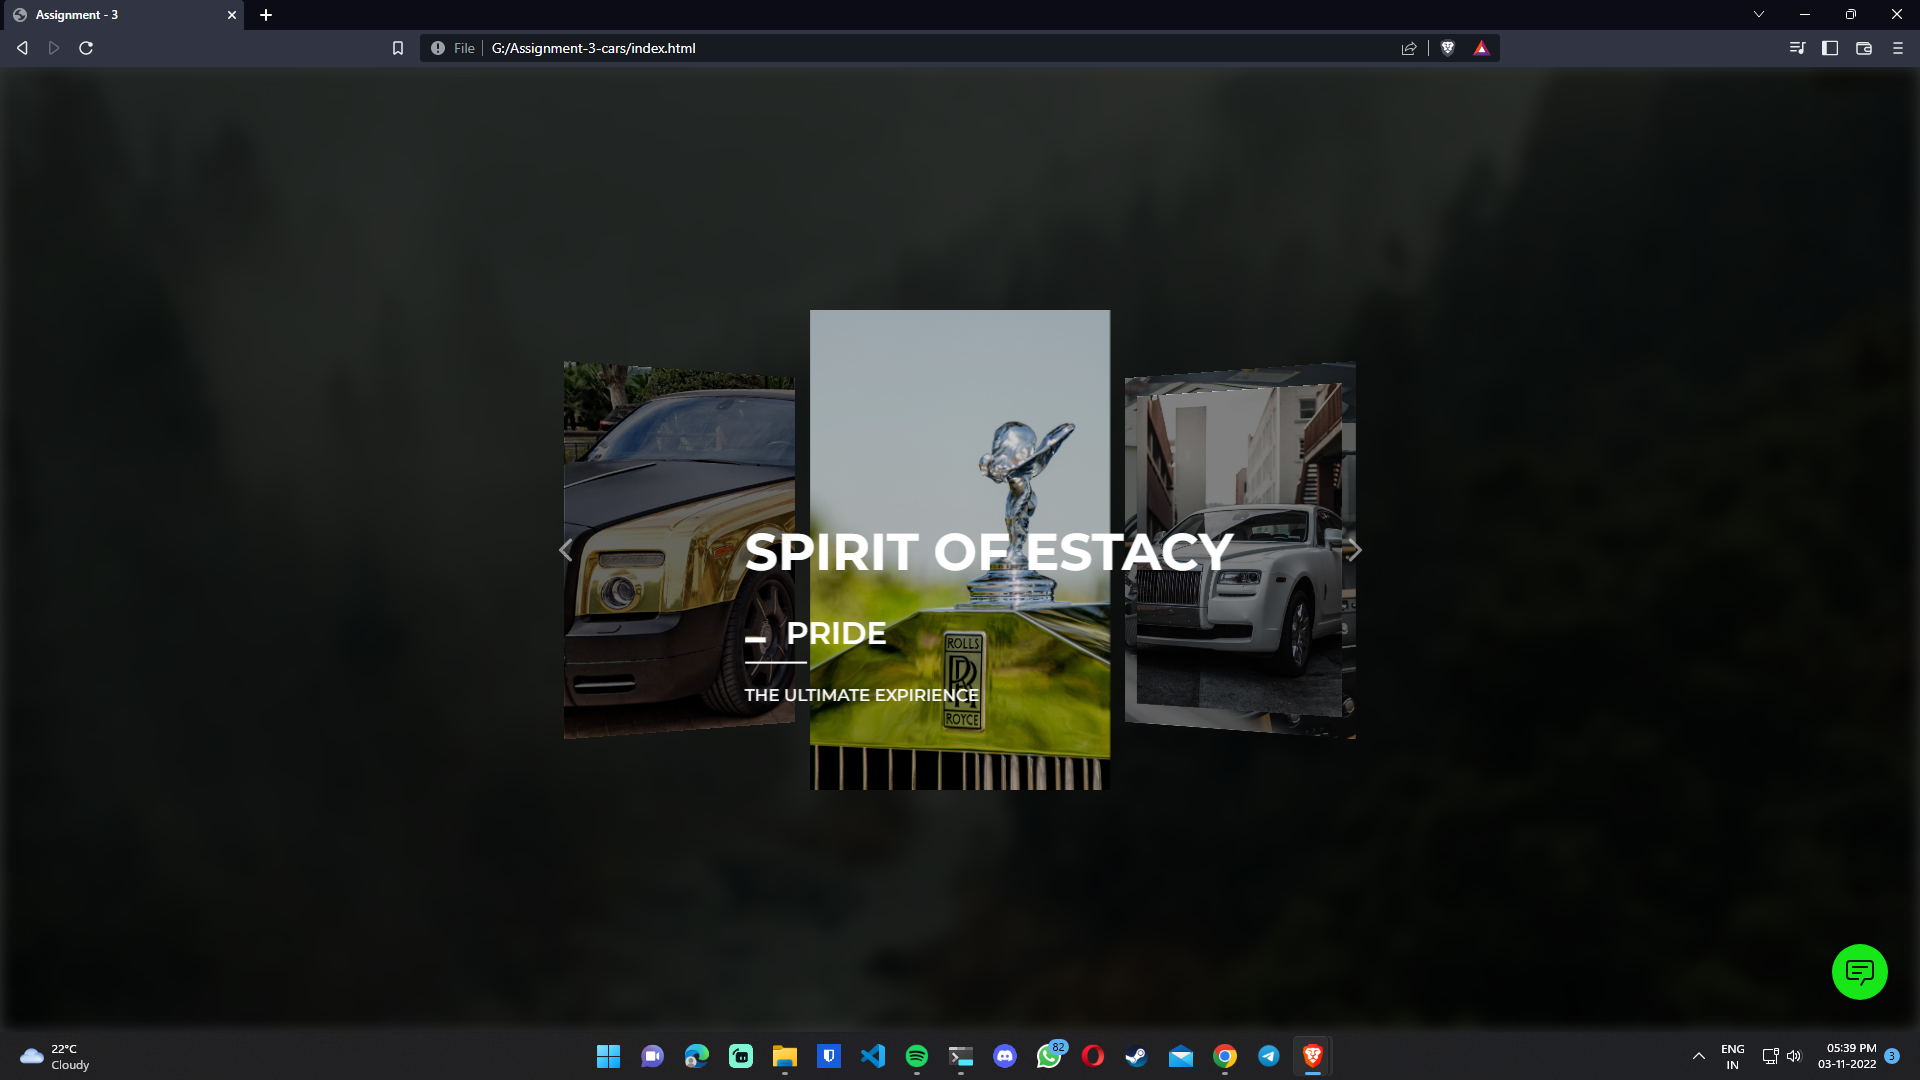 Assignment - 3
File
G:/Assignment-3-cars/index.html
SPIRIT OF ESTACY
PRIDE
THE ULTIMATE EXPIRIENCE
ROLLS
RR
ROYCE
22°C
Cloudy
82
ENG
IN
05:39 PM
03-11-2022
3